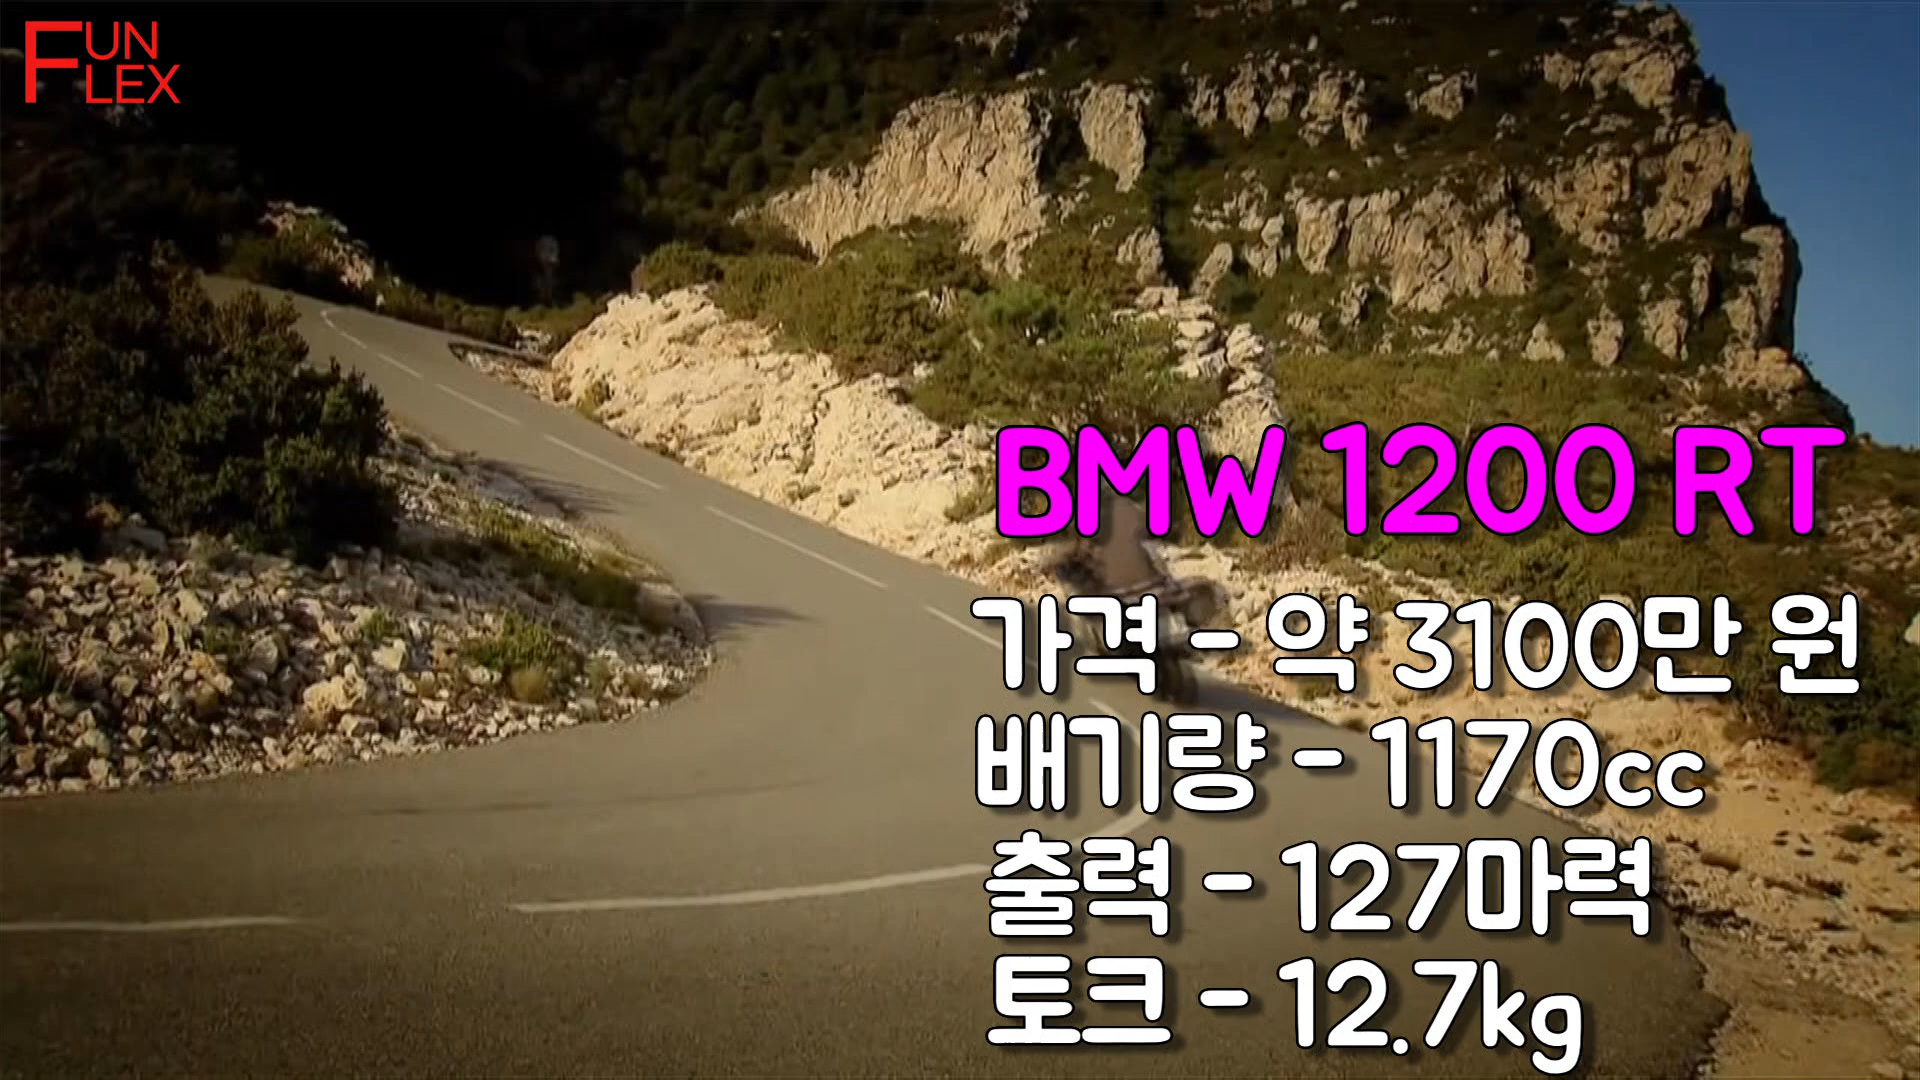 FUN
FLEX
BMW 1200 RT
가격 - 약 3100만 원
배기량 - 1170cc
출력 - 127마력
토크 - 12.7kg